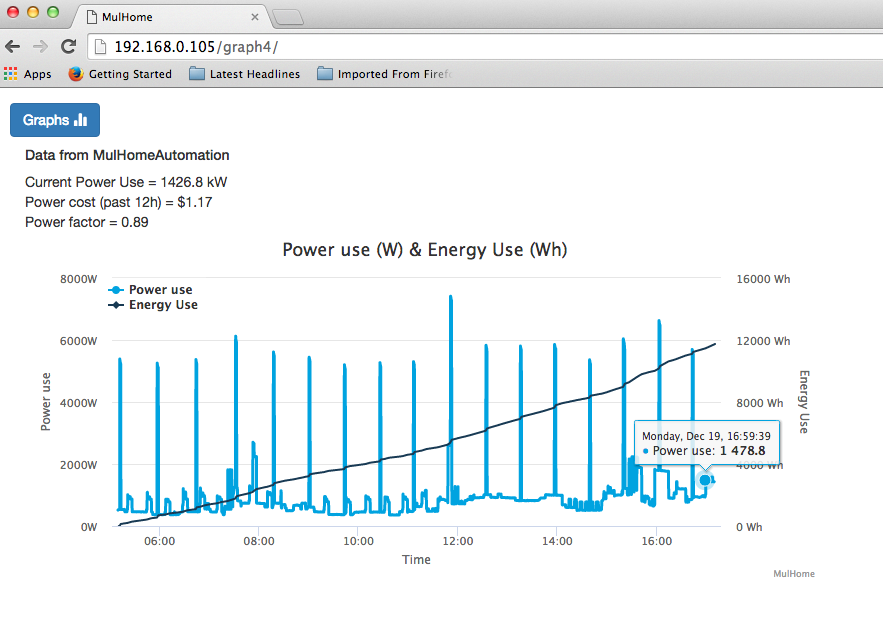 MulHome
192.168.0.105/graph4/
Apps Getting Started Latest Headlines Imported From Firef
Graphs
Data from MulHomeAutomation
Current Power Use = 1426.8 kW
Power cost (past 12h) = $1.17
Power factor = 0.89
Power use (W) & Energy Use (Wh)
8000W
6000W
4000W
2000W
0W
Power use
Power use
Energy Use
16000 Wh
12000 Wh
8000 Wh
4000 Wh
0 Wh
Energy Use
Monday, Dec 19, 16:59:39
Power use: 1 478.8
06:00 08:00 10:00 12:00 14:00 16:00
Time
MulHome